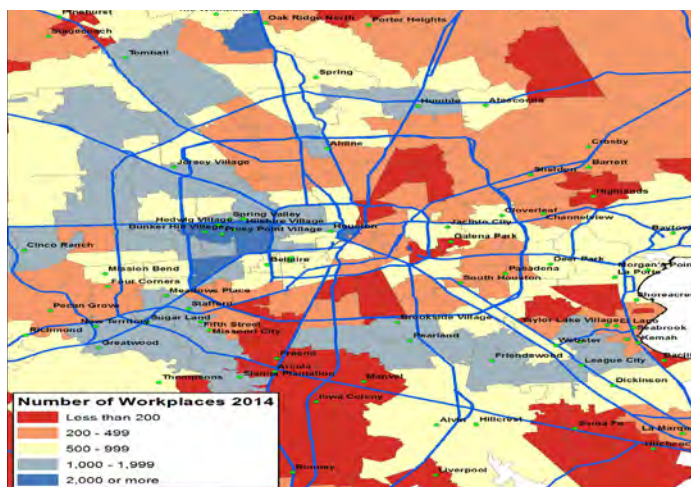 Pinehurst
Oak Ridge North
Porter Heights
Stagecoach
Tomball
Spring
Humble
Atascocita
Aldine
Crosby
Jersey Village
Barrett
Sheldon
Highlands
Spring Valley
Hedwig Village
Hilshire Village
Cloverleaf
Channelview
Bunker Hill Village
Piney Point Village
Houston
Jacinto City
Galena Park
Cinco Ranch
Bellaire
Deer Park
Mission Bend
Pasadena
La Porte
Four Corners
South Houston
Meadows Place
Shoreacres
Pecan Grove
Stafford
Sugar Land
New Territory
Brookside Village
Taylor Lake Village
El Lago
Richmond
Fifth Street
Seabrook
Missouri City
Greatwood
Pearland
Webster
Kemah
Fresno
Friendswood
League City
Arcola
Thompsons
Sienna Plantation
Manvel
Dickinson
Iowa Colony
Number of Workplaces 2014
Less than 200
200 - 499
500 - 999
1,000 - 1,999
2,000 or more
Alvin
Hillcrest
Santa Fe
La Marque
Hitchcock
Bonney
Liverpool